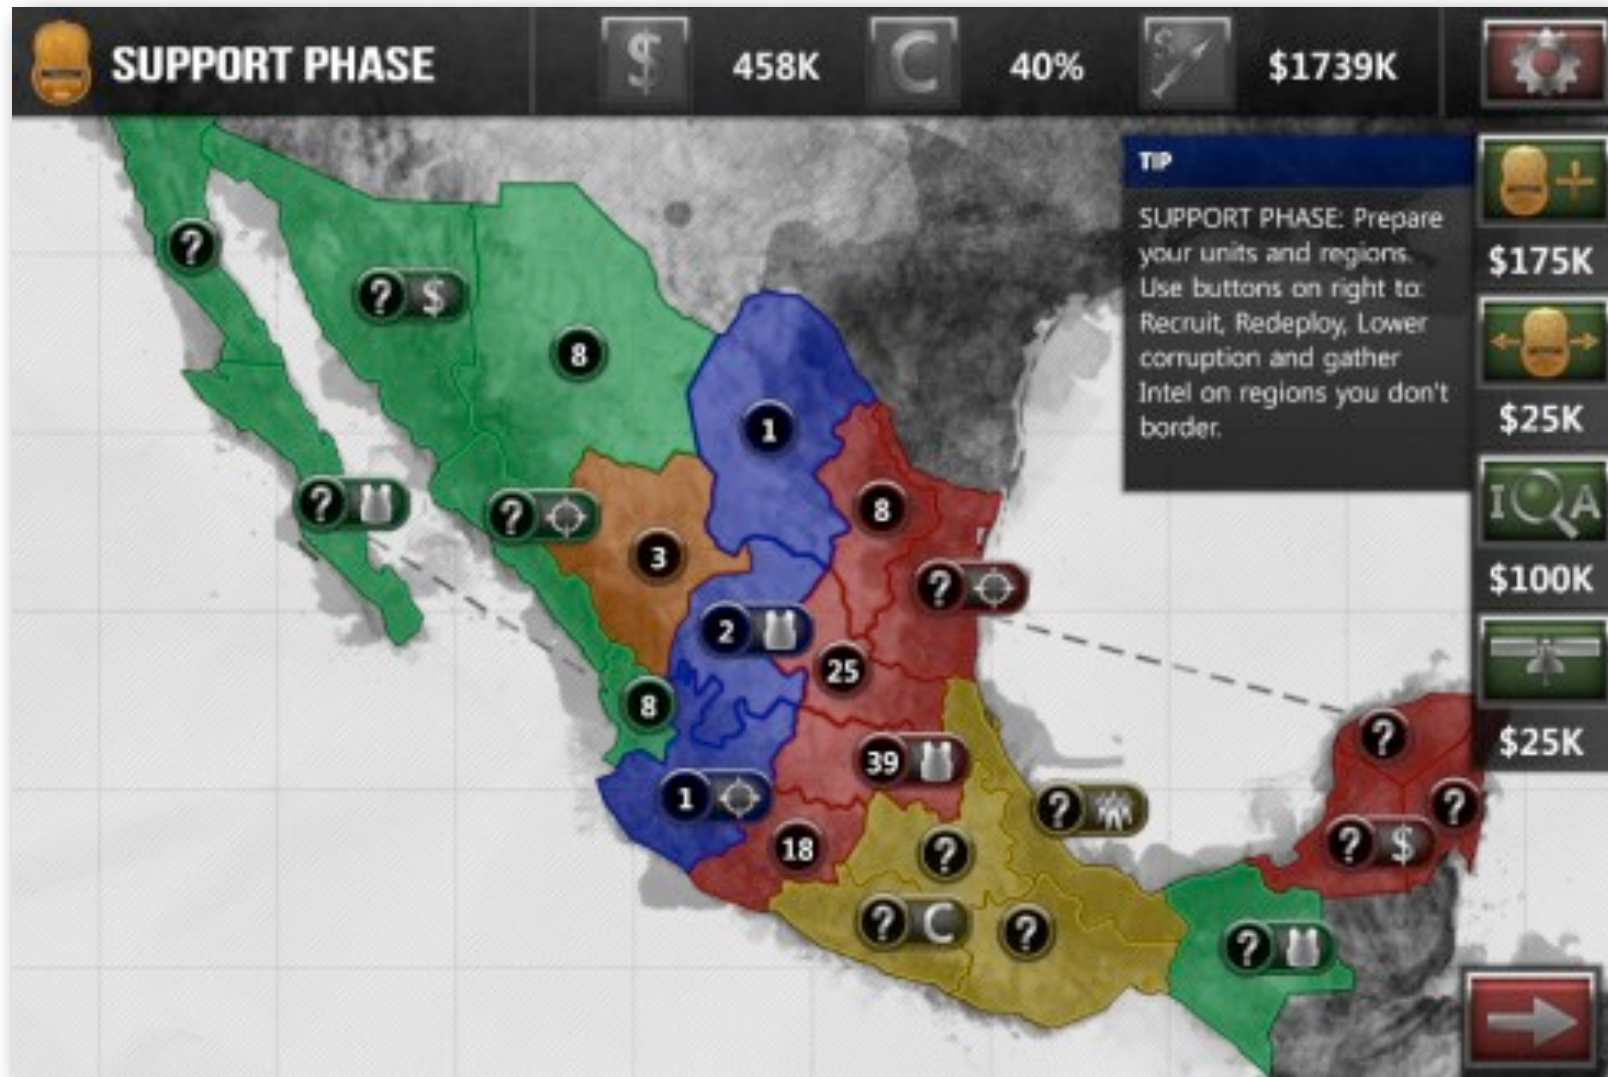 SUPPORT PHASE
$ 458K C 40% $ $1739K
TIP
SUPPORT PHASE: Prepare
your units and regions.
Use buttons on right to:
Recruit, Redeploy, Lower
corruption and gather
Intel on regions you don't
border.
$175K
$25K
I A
$100K
$25K
?
? $
8
1
? 
?
8
3
?
2
25
8
39
?
1
?
18
?
?
?
? $
? C
?
?